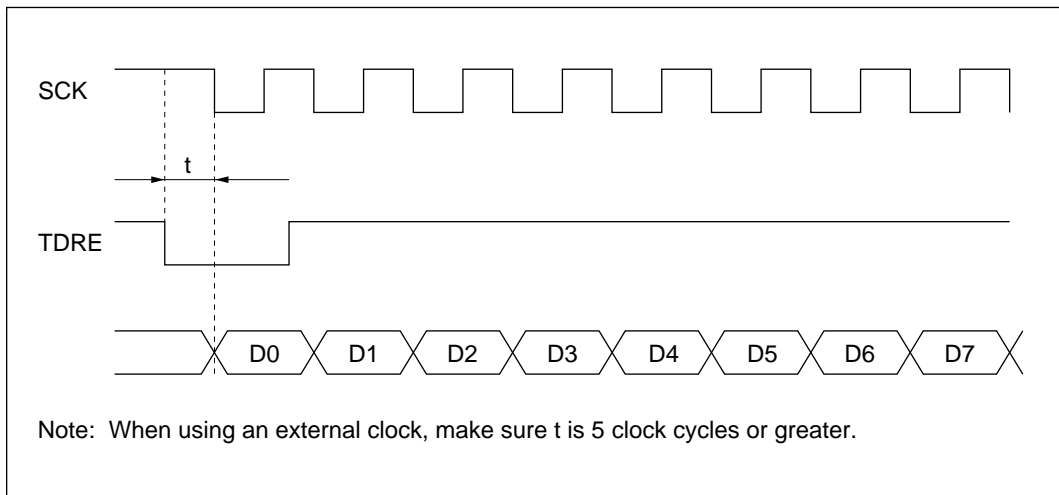 SCK
t
TDRE
D0 D1 D2 D3 D4 D5 D6 D7
Note: When using an external clock, make sure t is 5 clock cycles or greater.